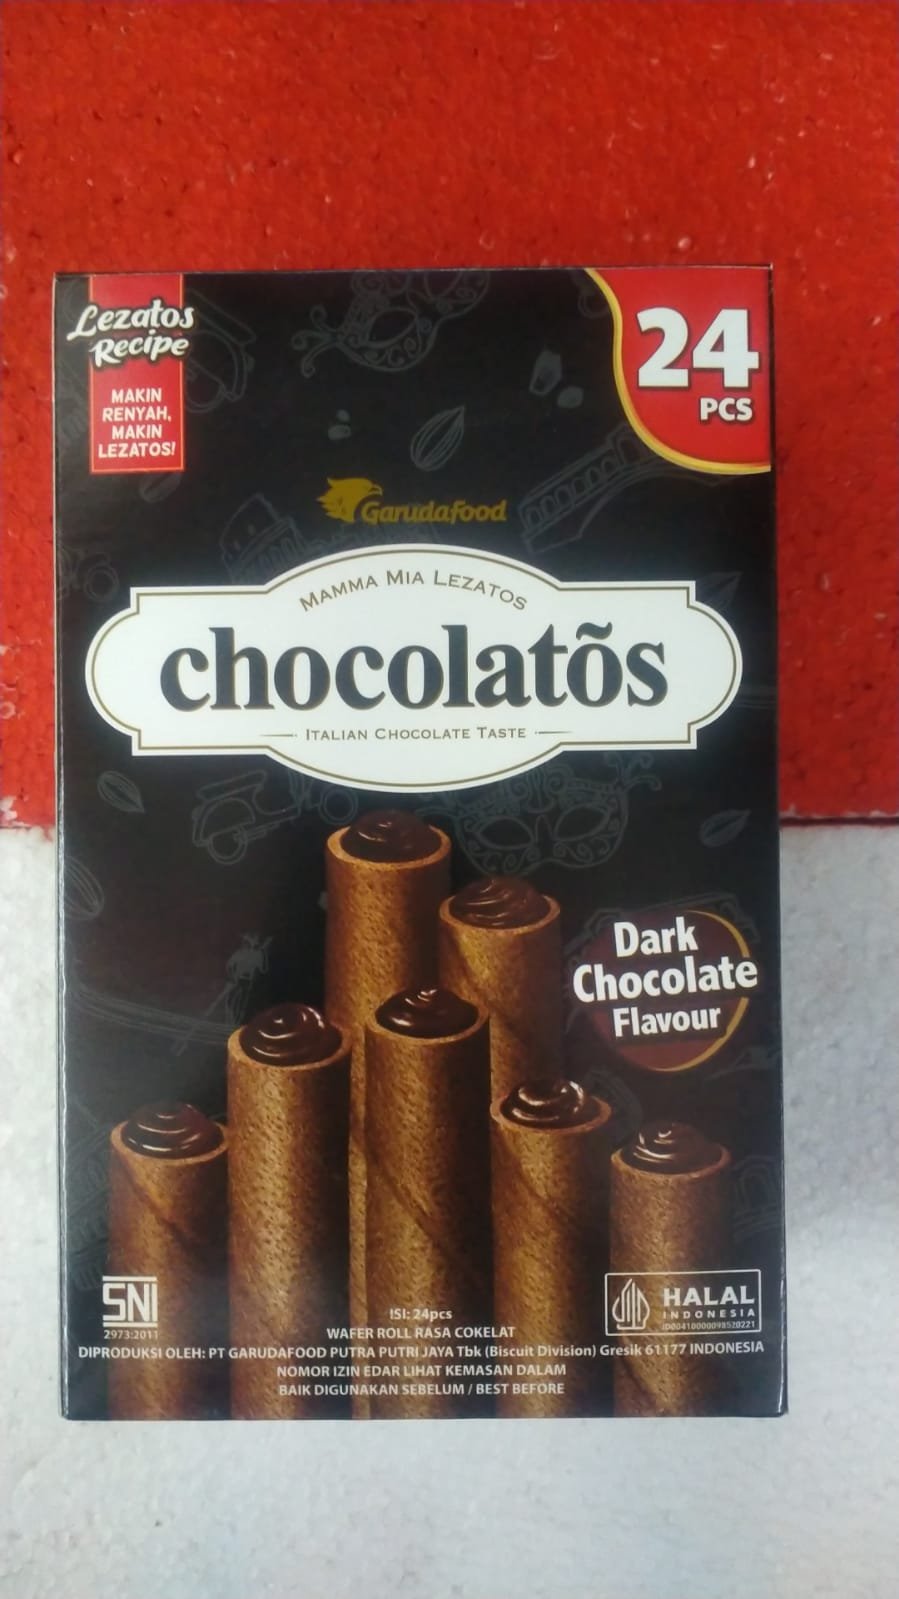 Lezatos
Recipe
MAKIN
RENYAH,
MAKIN
LEZATOS!
24
PCS
Garudafood
MAMMA MIA LEZATOS
chocolatõs
ITALIAN CHOCOLATE TASTE
Dark
Chocolate
Flavour
SNI
2973:2011
HALAL
INDONESIA
ID00410000098520221
ISI: 24pcs
WAFER ROLL RASA COKELAT
DIPRODUKSI OLEH: PT GARUDAFOOD PUTRA PUTRI JAYA Tbk (Biscuit Division) Gresik 61177 INDONESIA
NOMOR IZIN EDAR LIHAT KEMASAN DALAM
BAIK DIGUNAKAN SEBELUM / BEST BEFORE